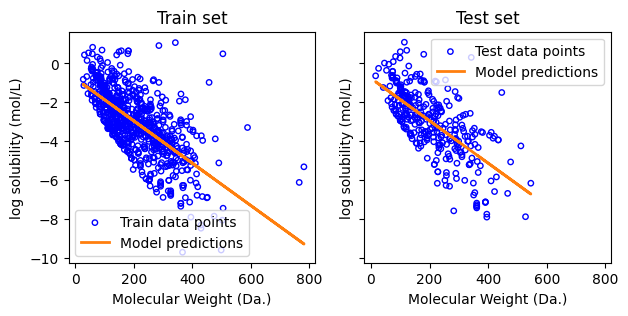 Train set
Test set
log solubility (mol/L)
0
−2
−4
−6
−8
−10
Train data points
Model predictions
0 200 400 600 800
Molecular Weight (Da.)
log solubility (mol/L)
Test data points
Model predictions
0 200 400 600 800
Molecular Weight (Da.)